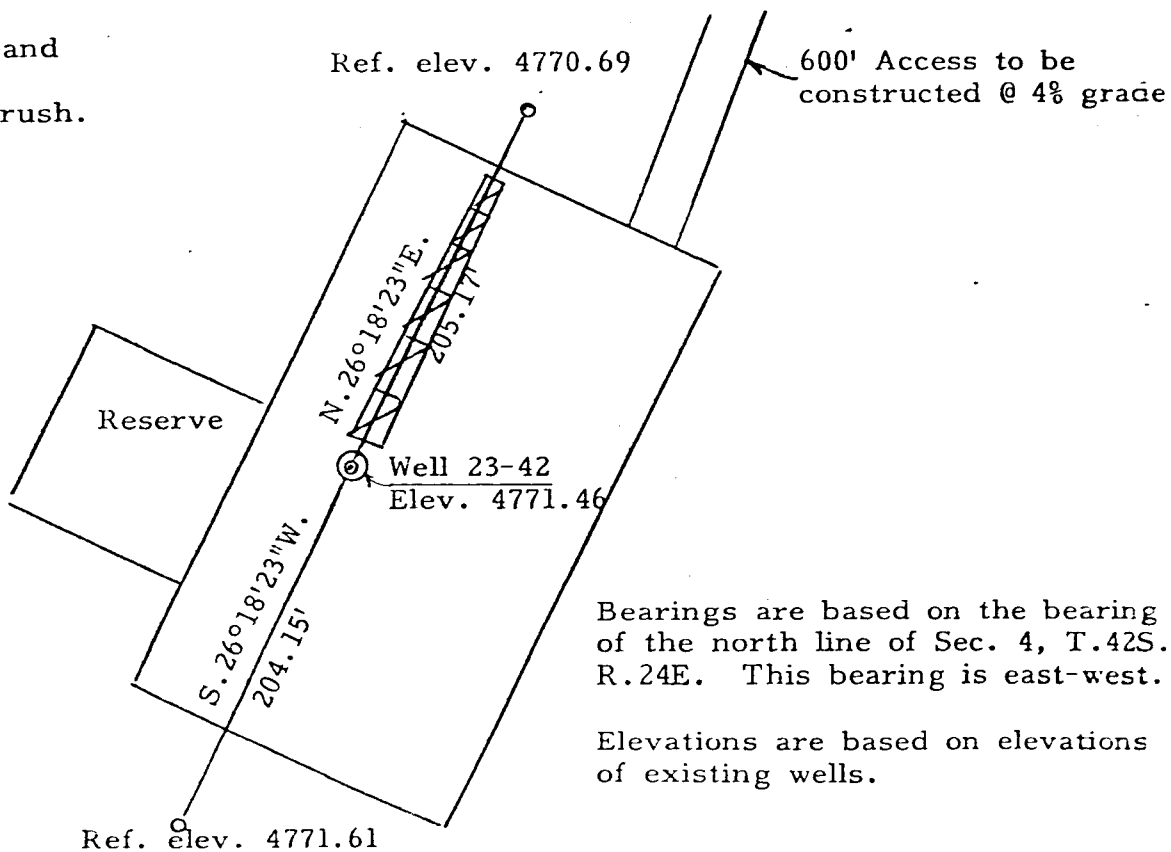 and
rush.
Ref. elev. 4770.69
600' Access to be
constructed @ 4% grade
N.26°18'23"E.
205.17'
Reserve
Well 23-42
Elev. 4771.46
S.26°18'23"W.
204.15'
Bearings are based on the bearing
of the north line of Sec. 4, T.42S.
R.24E. This bearing is east-west.
Elevations are based on elevations
of existing wells.
Ref. elev. 4771.61